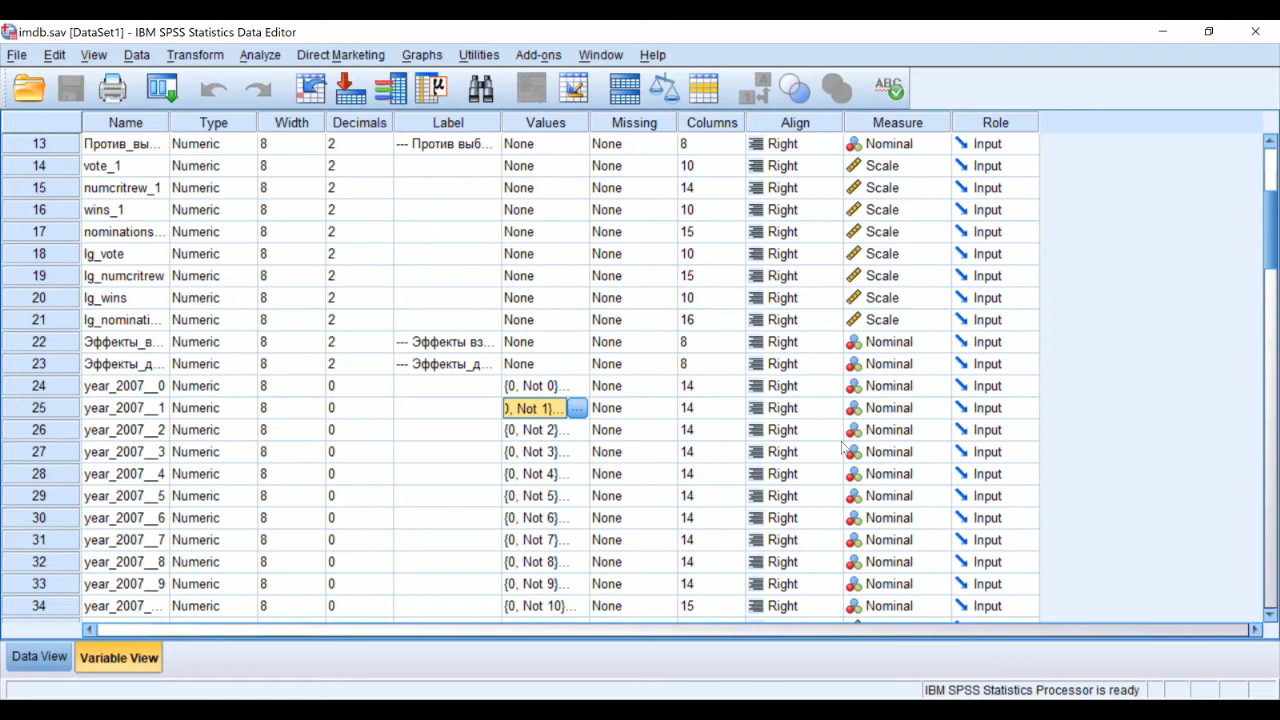 imdb.sav [DataSet1] - IBM SPSS Statistics Data Editor
File Edit View Data Transform Analyze Direct Marketing Graphs Utilities Add-ons Window Help
Name Type Width Decimals Label Values Missing Columns Align Measure Role
13 Против_вы... Numeric 8 2 --- Против выб... None None 8 Right Nominal Input
14 vote_1 Numeric 8 2 None None 10 Right Scale Input
15 numcritrew_1 Numeric 8 2 None None 14 Right Scale Input
16 wins_1 Numeric 8 2 None None 10 Right Scale Input
17 nominations... Numeric 8 2 None None 15 Right Scale Input
18 lg_vote Numeric 8 2 None None 10 Right Scale Input
19 lg_numcritrew Numeric 8 2 None None 15 Right Scale Input
20 lg_wins Numeric 8 2 None None 10 Right Scale Input
21 lg_nominati... Numeric 8 2 None None 16 Right Scale Input
22 Эффекты_в... Numeric 8 2 --- Эффекты вз... None None 8 Right Nominal Input
23 Эффекты_д... Numeric 8 2 --- Эффекты_д... None None 8 Right Nominal Input
24 year_2007__0 Numeric 8 0 {0, Not 0}... None 14 Right Nominal Input
25 year_2007__1 Numeric 8 0 0, Not 1}... ... None 14 Right Nominal Input
26 year_2007__2 Numeric 8 0 {0, Not 2}... None 14 Right Nominal Input
27 year_2007__3 Numeric 8 0 {0, Not 3}... None 14 Right Nominal Input
28 year_2007__4 Numeric 8 0 {0, Not 4}... None 14 Right Nominal Input
29 year_2007__5 Numeric 8 0 {0, Not 5}... None 14 Right Nominal Input
30 year_2007__6 Numeric 8 0 {0, Not 6}... None 14 Right Nominal Input
31 year_2007__7 Numeric 8 0 {0, Not 7}... None 14 Right Nominal Input
32 year_2007__8 Numeric 8 0 {0, Not 8}... None 14 Right Nominal Input
33 year_2007__9 Numeric 8 0 {0, Not 9}... None 14 Right Nominal Input
34 year_2007_... Numeric 8 0 {0, Not 10}... None 15 Right Nominal Input
Data View Variable View
IBM SPSS Statistics Processor is ready